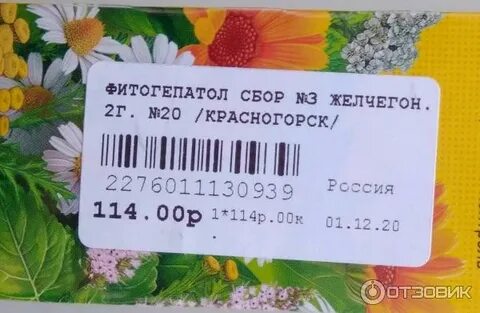 ФИТОГЕПАТОЛ СБОР №3 ЖЕЛЧЕГОН.
2Г. №20 /КРАСНОГОРСК/
2276011130939
Россия
114.00р 1*114р.00к 01.12.20
ОТЗОВИК